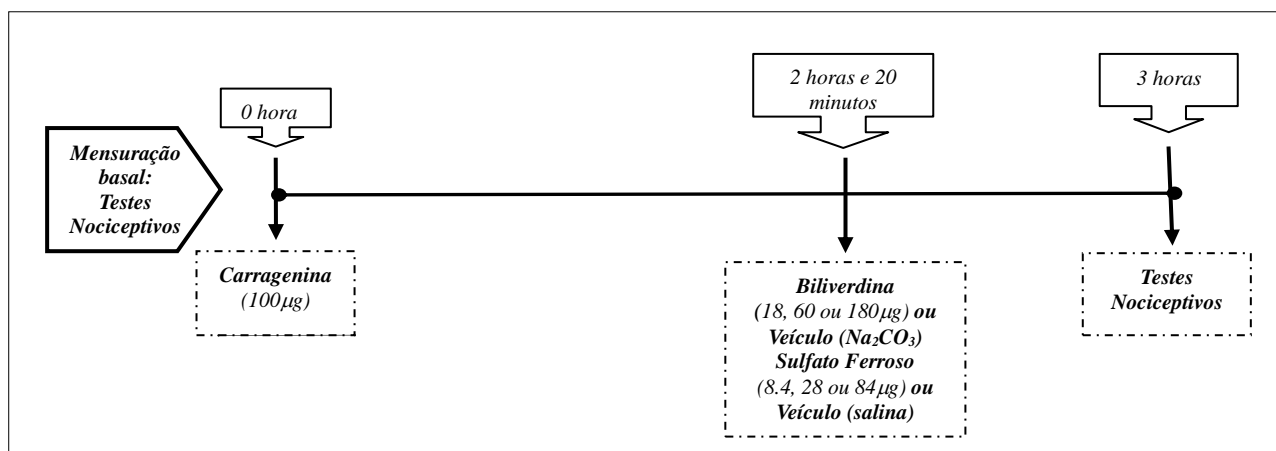 Mensuração
basal:
Testes
Nociceptivos
0 hora
Carragenina
(100µg)
2 horas e 20
minutos
Biliverdina
(18, 60 ou 180µg) ou
Veículo (Na₂CO₃)
Sulfato Ferroso
(8.4, 28 ou 84µg) ou
Veículo (salina)
3 horas
Testes
Nociceptivos